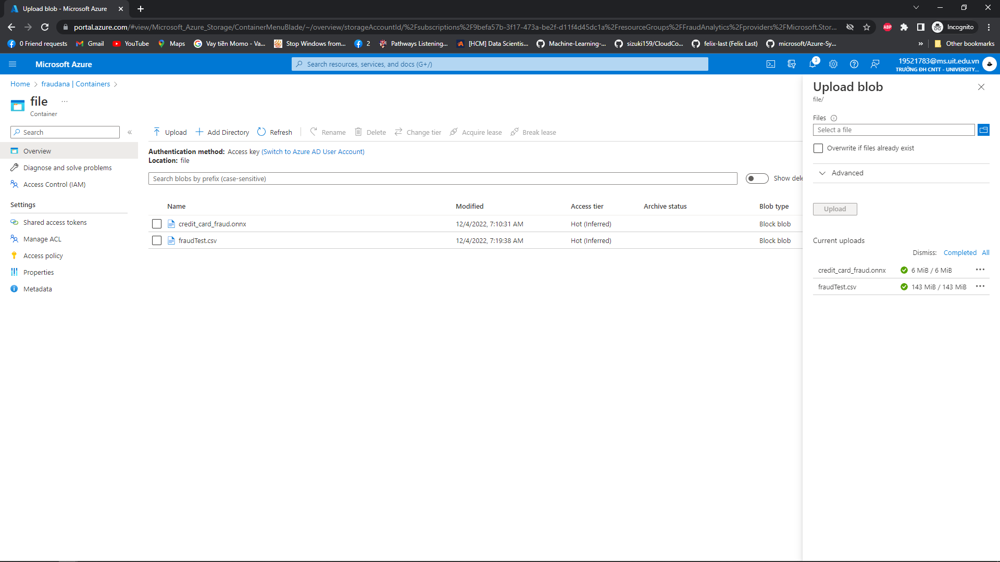 Upload blob - Microsoft Azure
portal.azure.com/#view/Microsoft_Azure_Storage/ContainerMenuBlade/~/overview/storageAccountId/%2Fsubscriptions%2F9befa57b-3f17-473a-be2f-d11f4d45dc1a%2FresourceGroups%2FFraudAnalytics%2Fproviders%2FMicrosoft.Stor... ABP Incognito
0 Friend requests Gmail YouTube Maps Vay tiền Momo - Va... Stop Windows from... 2 Pathways Listening... [HCM] Data Scientis... Machine-Learning-... sizuki159/CloudCo... felix-last (Felix Last) microsoft/Azure-Sy... » Other bookmarks
Microsoft Azure Search resources, services, and docs (G+/) 3 19521783@ms.uit.edu.vn
TRƯỜNG ĐH CNTT - UNIVERSITY...
Home > fraudana | Containers >
file ...
Container
Search «
Overview
Diagnose and solve problems
Access Control (IAM)
Settings
Shared access tokens
Manage ACL
Access policy
Properties
Metadata
Upload Add Directory Refresh Rename Delete Change tier Acquire lease Break lease
Authentication method: Access key (Switch to Azure AD User Account)
Location: file
Search blobs by prefix (case-sensitive) Show dele
Name Modified Access tier Archive status Blob type
credit_card_fraud.onnx 12/4/2022, 7:10:31 AM Hot (Inferred) Block blob
fraudTest.csv 12/4/2022, 7:19:38 AM Hot (Inferred) Block blob
Upload blob
file/
Files
Select a file
Overwrite if files already exist
Advanced
Upload
Current uploads
Dismiss: Completed All
credit_card_fraud.onnx 6 MiB / 6 MiB ...
fraudTest.csv 143 MiB / 143 MiB ...